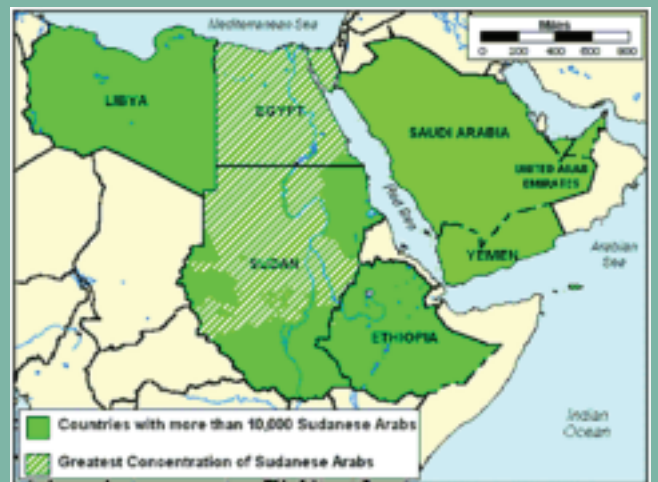 Mediterranean Sea
Miles
0 200 400 600 800
LIBYA
EGYPT
SAUDI ARABIA
UNITED ARAB
EMIRATES
Red Sea
SUDAN
YEMEN
Arabian
Sea
ETHIOPIA
Countries with more than 10,000 Sudanese Arabs
Indian
Ocean
Greatest Concentration of Sudanese Arabs